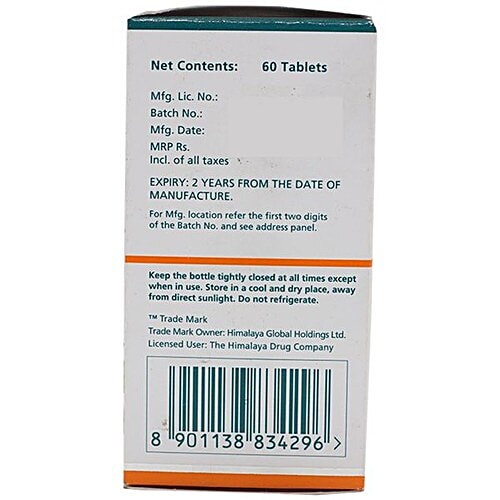 Net Contents: 60 Tablets
Mfg. Lic. No.:
Batch No.:
Mfg. Date:
MRP Rs.
Incl. of all taxes
EXPIRY: 2 YEARS FROM THE DATE OF
MANUFACTURE.
For Mfg. location refer the first two digits
of the Batch No. and see address panel.
Keep the bottle tightly closed at all times except
when in use. Store in a cool and dry place, away
from direct sunlight. Do not refrigerate.
™ Trade Mark
Trade Mark Owner: Himalaya Global Holdings Ltd.
Licensed User: The Himalaya Drug Company
8 901138 834296 >